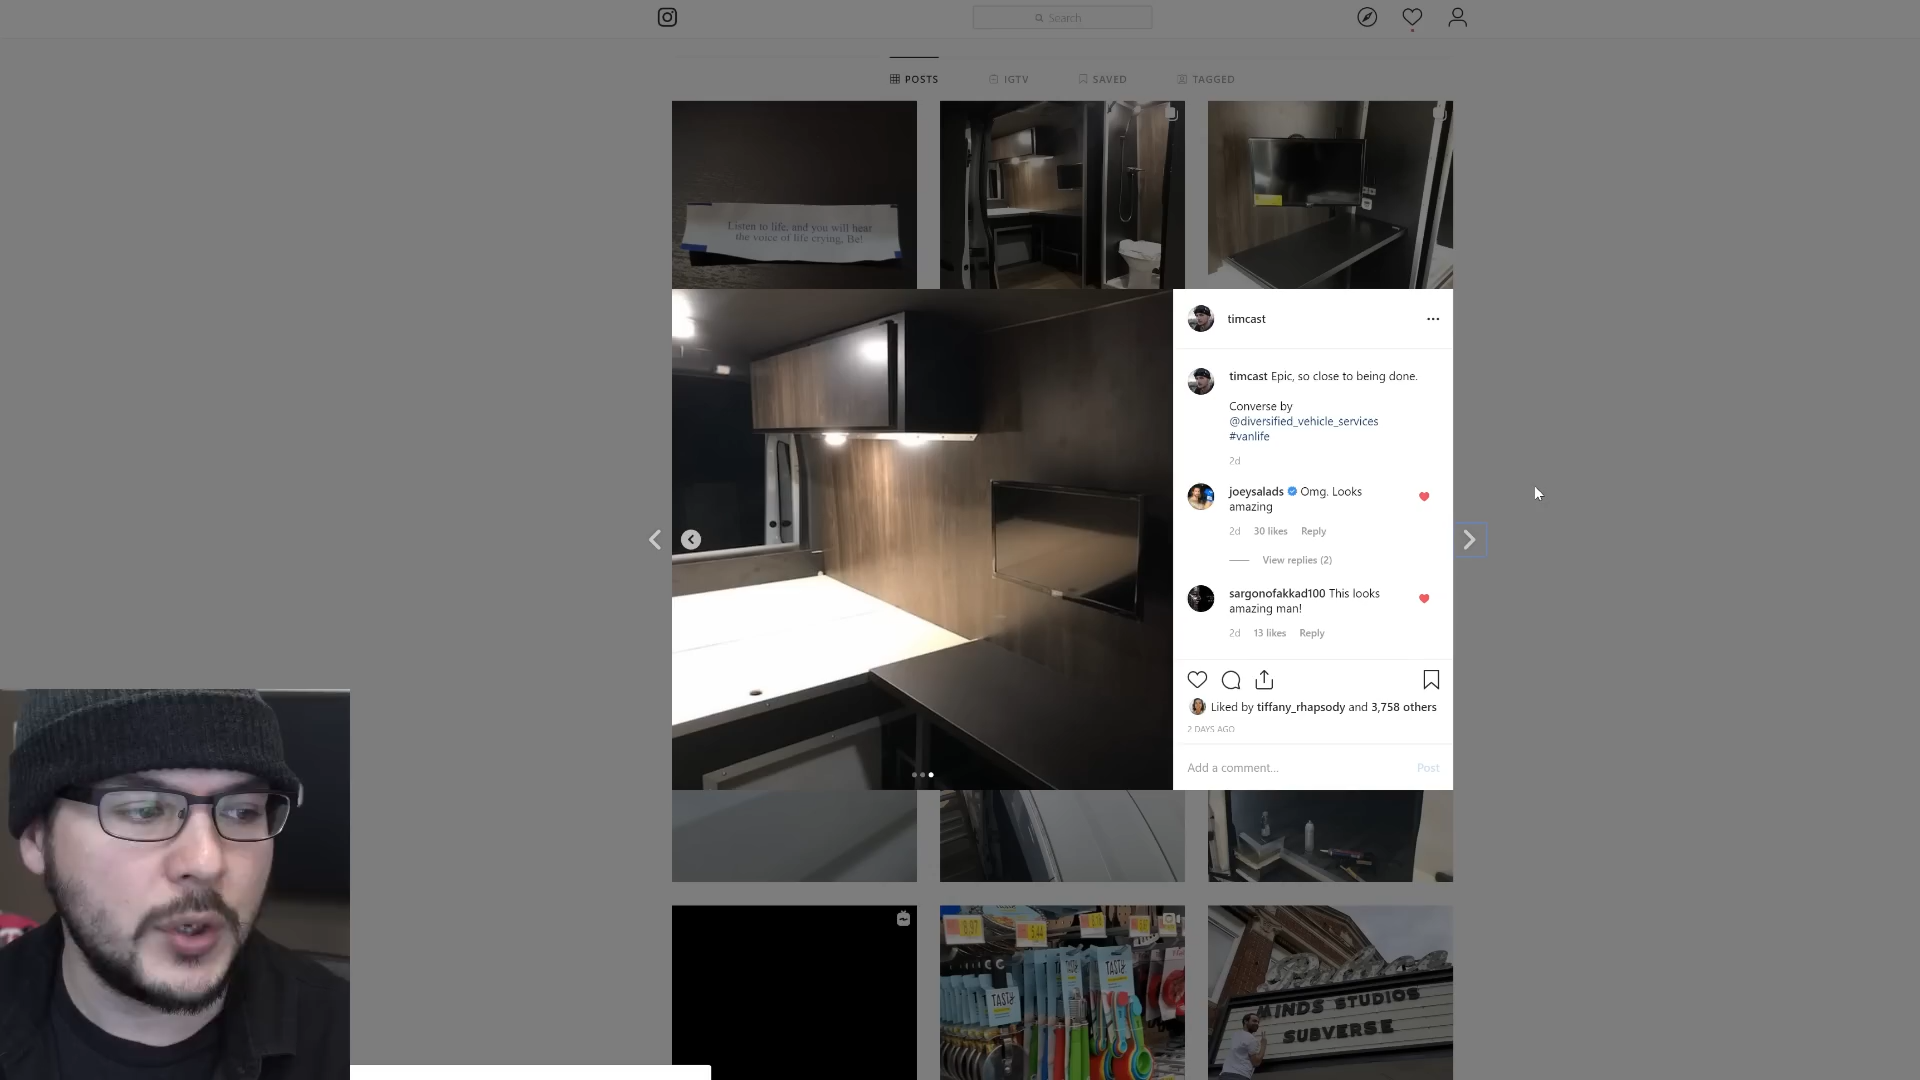 Search
POSTS
IGTV
SAVED
TAGGED
Listen to life, and you will hear
the voice of life crying, Be!
timcast
timcast Epic, so close to being done.
Converse by
@diversified_vehicle_services
#vanlife
2d
joeysalads Omg. Looks
amazing
2d 30 likes Reply
View replies (2)
sargonofakkad100 This looks
amazing man!
2d 13 likes Reply
Liked by tiffany_rhapsody and 3,758 others
2 DAYS AGO
Add a comment... Post
TASTY
TASTY
TASTY
MINDS STUDIOS
SUBVERSE